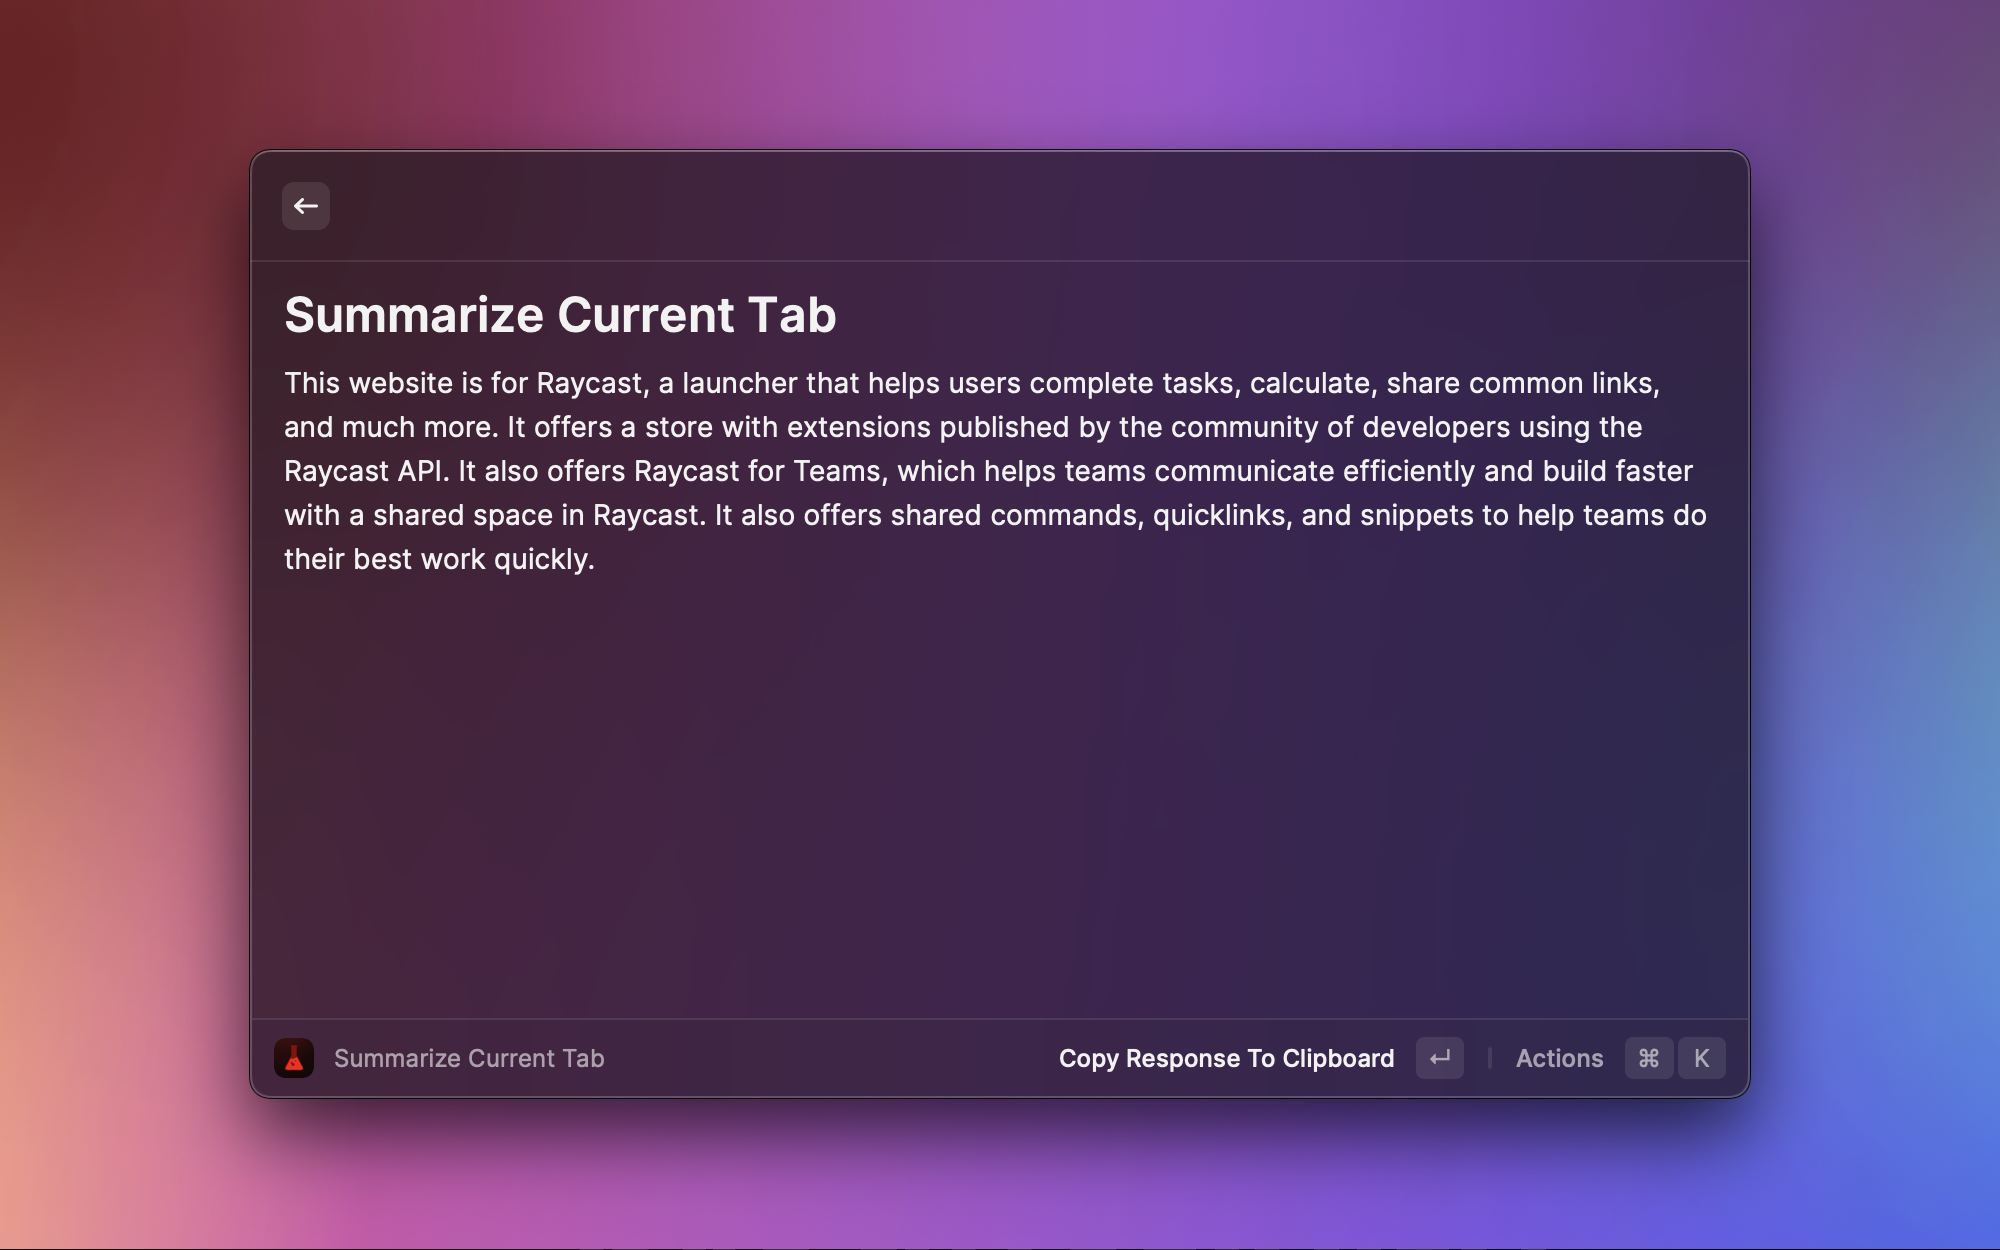 Summarize Current Tab
This website is for Raycast, a launcher that helps users complete tasks, calculate, share common links,
and much more. It offers a store with extensions published by the community of developers using the
Raycast API. It also offers Raycast for Teams, which helps teams communicate efficiently and build faster
with a shared space in Raycast. It also offers shared commands, quicklinks, and snippets to help teams do
their best work quickly.
Summarize Current Tab
Copy Response To Clipboard ↵ | Actions ⌘ K